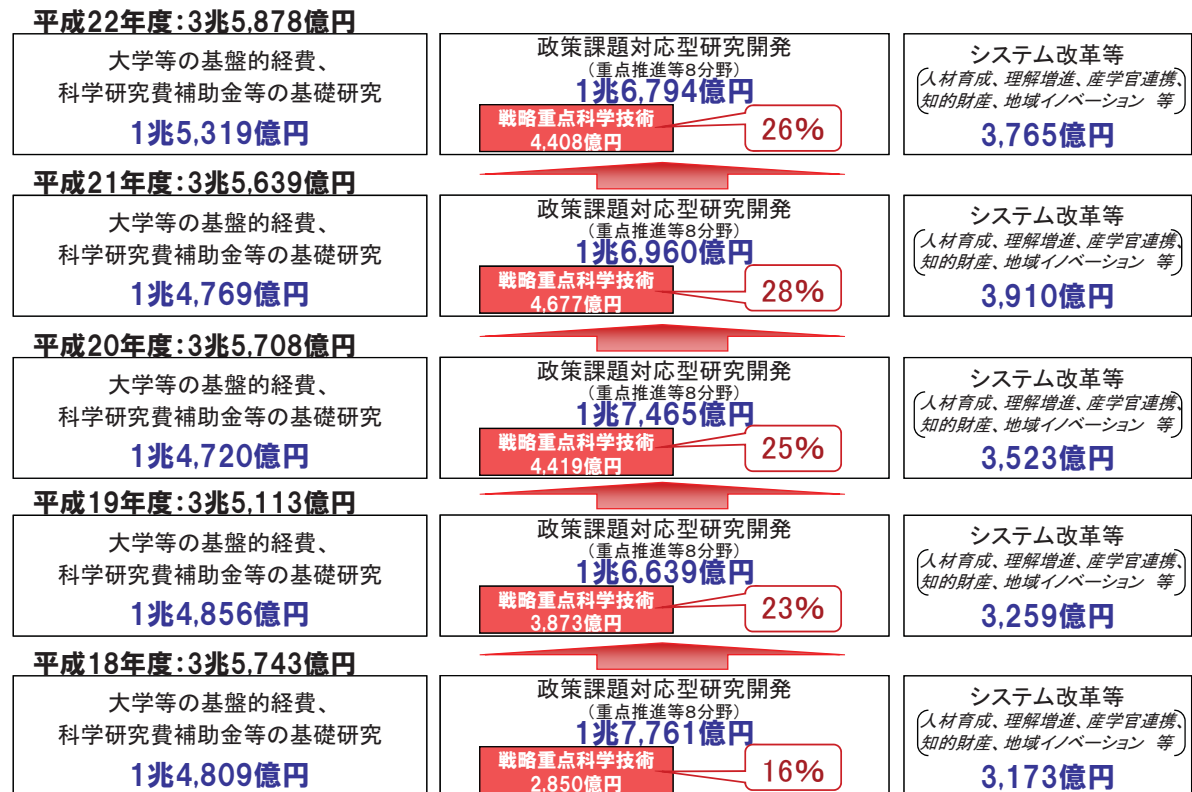 平成22年度：3兆5,878億円
大学等の基盤的経費、
科学研究費補助金等の基礎研究
1兆5,319億円
政策課題対応型研究開発
（重点推進等8分野）
1兆6,794億円
戦略重点科学技術
4,408億円
26%
システム改革等
人材育成、理解増進、産学官連携、
知的財産、地域イノベーション　等
3,765億円
平成21年度：3兆5,639億円
大学等の基盤的経費、
科学研究費補助金等の基礎研究
1兆4,769億円
政策課題対応型研究開発
（重点推進等8分野）
1兆6,960億円
戦略重点科学技術
4,677億円
28%
システム改革等
人材育成、理解増進、産学官連携、
知的財産、地域イノベーション　等
3,910億円
平成20年度：3兆5,708億円
大学等の基盤的経費、
科学研究費補助金等の基礎研究
1兆4,720億円
政策課題対応型研究開発
（重点推進等8分野）
1兆7,465億円
戦略重点科学技術
4,419億円
25%
システム改革等
人材育成、理解増進、産学官連携、
知的財産、地域イノベーション　等
3,523億円
平成19年度：3兆5,113億円
大学等の基盤的経費、
科学研究費補助金等の基礎研究
1兆4,856億円
政策課題対応型研究開発
（重点推進等8分野）
1兆6,639億円
戦略重点科学技術
3,873億円
23%
システム改革等
人材育成、理解増進、産学官連携、
知的財産、地域イノベーション　等
3,259億円
平成18年度：3兆5,743億円
大学等の基盤的経費、
科学研究費補助金等の基礎研究
1兆4,809億円
政策課題対応型研究開発
（重点推進等8分野）
1兆7,761億円
戦略重点科学技術
2,850億円
16%
システム改革等
人材育成、理解増進、産学官連携、
知的財産、地域イノベーション　等
3,173億円